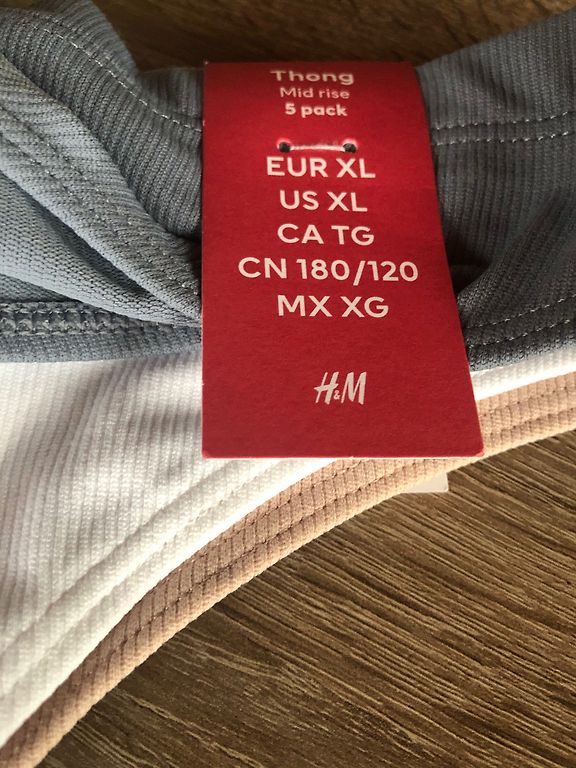 Thong
Mid rise
5 pack
EUR XL
US XL
CA TG
CN 180/120
MX XG
H&M